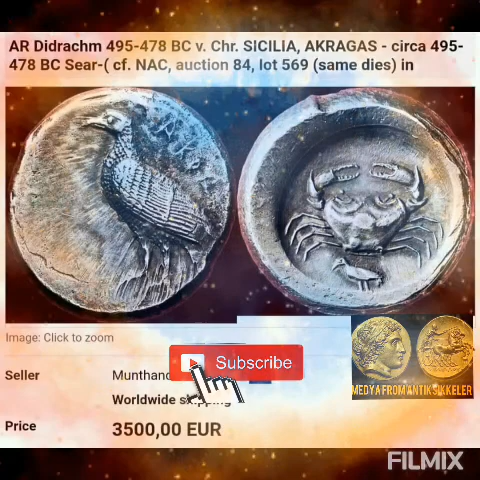 AR Didrachm 495-478 BC v. Chr. SICILIA, AKRAGAS - circa 495-
478 BC Sear-( cf. NAC, auction 84, lot 569 (same dies) in
Image: Click to zoom
Subscribe
Seller
Worldwide shipping
MEDYA FROM ANTIK SIKKELER
Price
3500,00 EUR
FILMIX